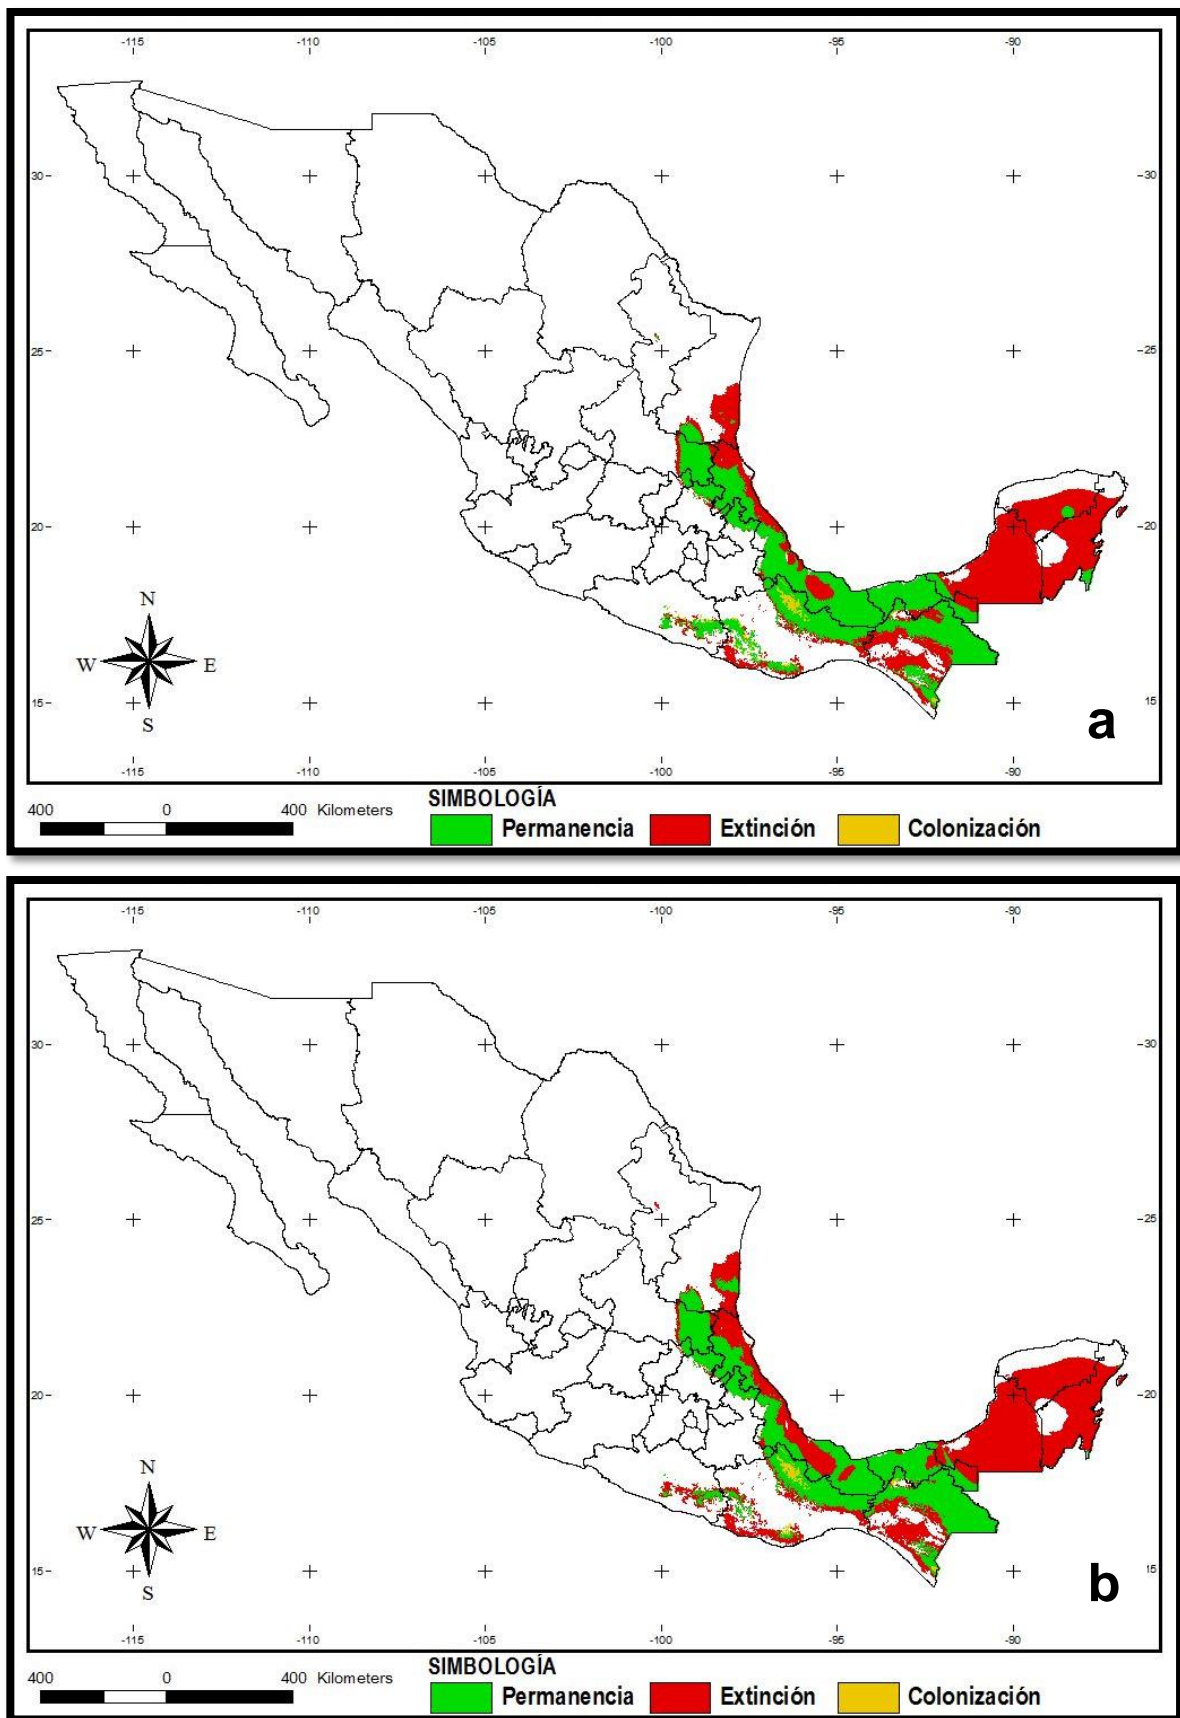 -115 -110 -105 -100 -95 -90
30 30
25 25
20 20
N
W E
S
15 15
a
-115 -105 -100 -95 -90
400 0 400 Kilometers
SIMBOLOGÍA
Permanencia Extinción Colonización
-115 -110 -105 -100 -95 -90
30 30
25 25
20 20
N
W E
S
15 15
b
-115 -110 -105 -100 -95 -90
400 0 400 Kilometers
SIMBOLOGÍA
Permanencia Extinción Colonización